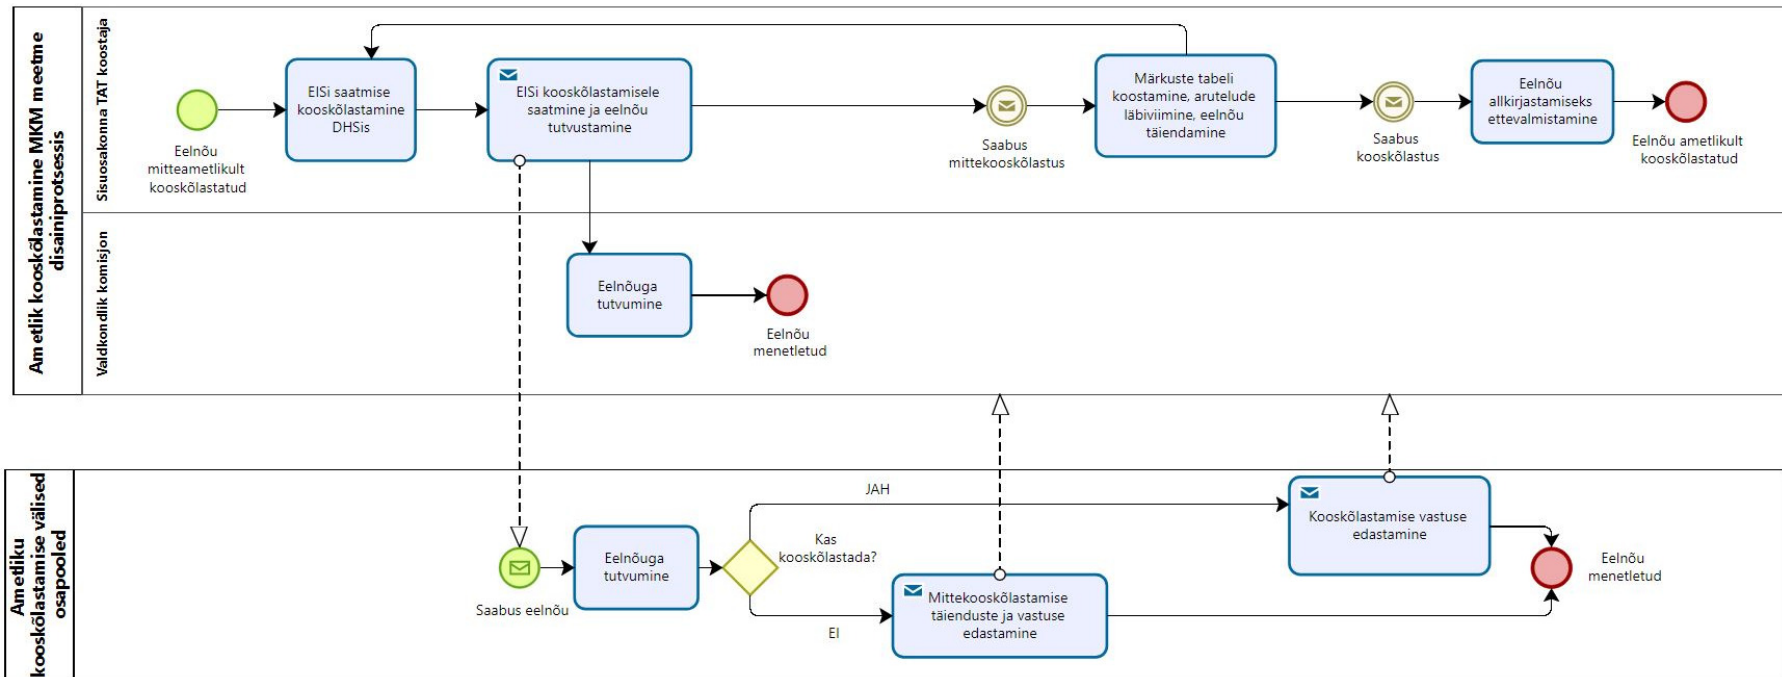 Ametlik kooskõlastamine MKM meetme
disainiprotsessis
Sisuosakonna TAT koostaja
Eelnõu
mitteametlikult
kooskõlastatud
EISi saatmise
kooskõlastamine
DHSis
EISi kooskõlastamisele
saatmine ja eelnõu
tutvustamine
Saabus
mittekooskõlastus
Märkuste tabeli
koostamine, arutelude
läbiviimine, eelnõu
täiendamine
Saabus
kooskõlastus
Eelnõu
allkirjastamiseks
ettevalmistamine
Eelnõu ametlikult
kooskõlastatud
Valdkondlik komisjon
Eelnõuga
tutvumine
Eelnõu
menetletud
Ametliku
kooskõlastamise välised
osapooled
Saabus eelnõu
Eelnõuga
tutvumine
Kas
kooskõlastada?
JAH
EI
Mittekooskõlastamise
täienduste ja vastuse
edastamine
Kooskõlastamise vastuse
edastamine
Eelnõu
menetletud